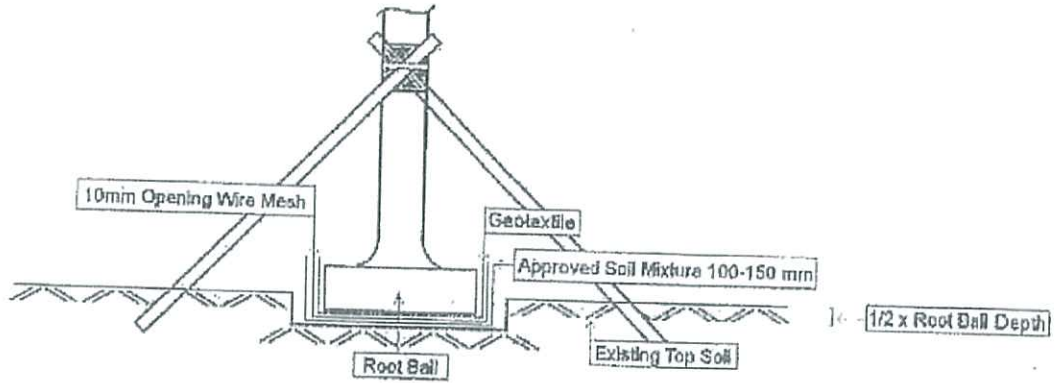 10mm Opening Wire Mesh
Geotextile
Approved Soil Mixture 100-150 mm
1/2 x Root Ball Depth
Existing Top Soil
Root Ball